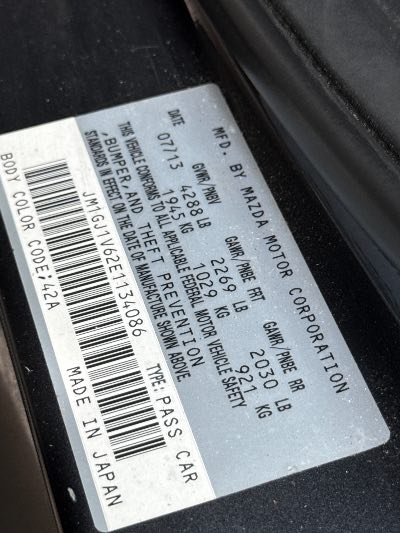 MFD. BY MAZDA MOTOR CORPORATION
DATE GVWR/PNBV GAWR/PNBE FRT GAWR/PNBE RR
07/13 4288 LB 2269 LB 2030 LB
1945 KG 1029 KG 921 KG
THIS VEHICLE CONFORMS TO ALL APPLICABLE FEDERAL MOTOR VEHICLE SAFETY
,BUMPER, AND THEFT PREVENTION
STANDARDS IN EFFECT ON THE DATE OF MANUFACTURE SHOWN ABOVE.
JM1GJ1V62E1134086 TYPE: PASS CAR
BODY COLOR CODE:42A MADE IN JAPAN